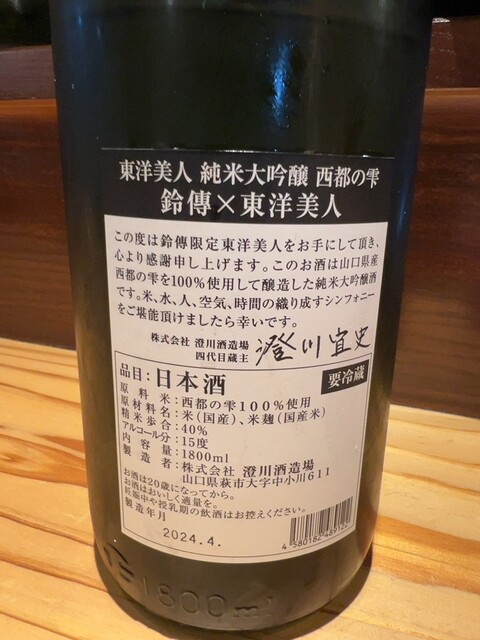 東洋美人 純米大吟醸 西都の雫
鈴傳×東洋美人
この度は鈴傳限定東洋美人をお手にして頂き、
心より感謝申し上げます。このお酒は山口県産
西都の雫を100%使用して醸造した純米大吟醸酒
です。米、水、人、空気、時間の織り成すシンフォニー
をご堪能頂けましたら幸いです。
株式会社 澄川酒造場
四代目蔵主 澄川宜史
品目:日本酒 要冷蔵
原料米:西都の雫100%使用
原材料名:米(国産)、米麹(国産米)
精米歩合:40%
アルコール分:15度
内容量:1800ml
製造者:株式会社 澄川酒造場
山口県萩市大字中小川611
お酒は20歳になってから。
お酒はおいしく適量を。
妊娠中や授乳期の飲酒はお控えください。
製造年月
2024.4.
1800ml